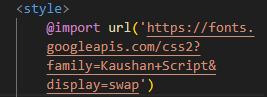 <style>
@import url('https://fonts.
googleapis.com/css2?
family=Kaushan+Script&
display=swap')